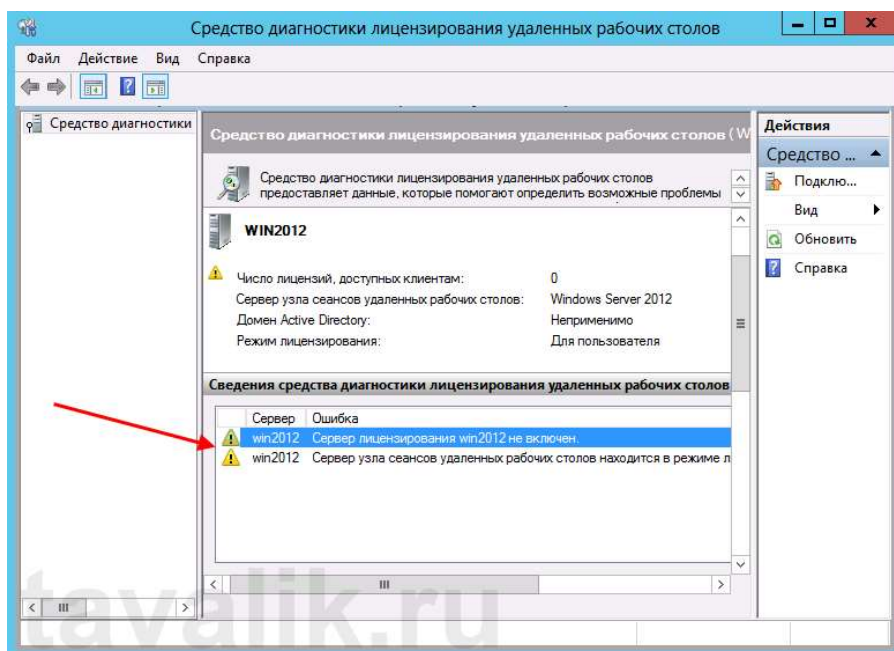 Средство диагностики лицензирования удаленных рабочих столов
Файл Действие Вид Справка
Средство диагностики
Средство диагностики лицензирования удаленных рабочих столов (W
Средство диагностики лицензирования удаленных рабочих столов
предоставляет данные, которые помогают определить возможные проблемы
WIN2012
Число лицензий, доступных клиентам: 0
Сервер узла сеансов удаленных рабочих столов: Windows Server 2012
Домен Active Directory: Неприменимо
Режим лицензирования: Для пользователя
Сведения средства диагностики лицензирования удаленных рабочих столов
Сервер Ошибка
win2012 Сервер лицензирования win2012 не включен.
win2012 Сервер узла сеансов удаленных рабочих столов находится в режиме л
Действия
Средство ...
Подклю...
Вид
Обновить
Справка
tavalik.ru